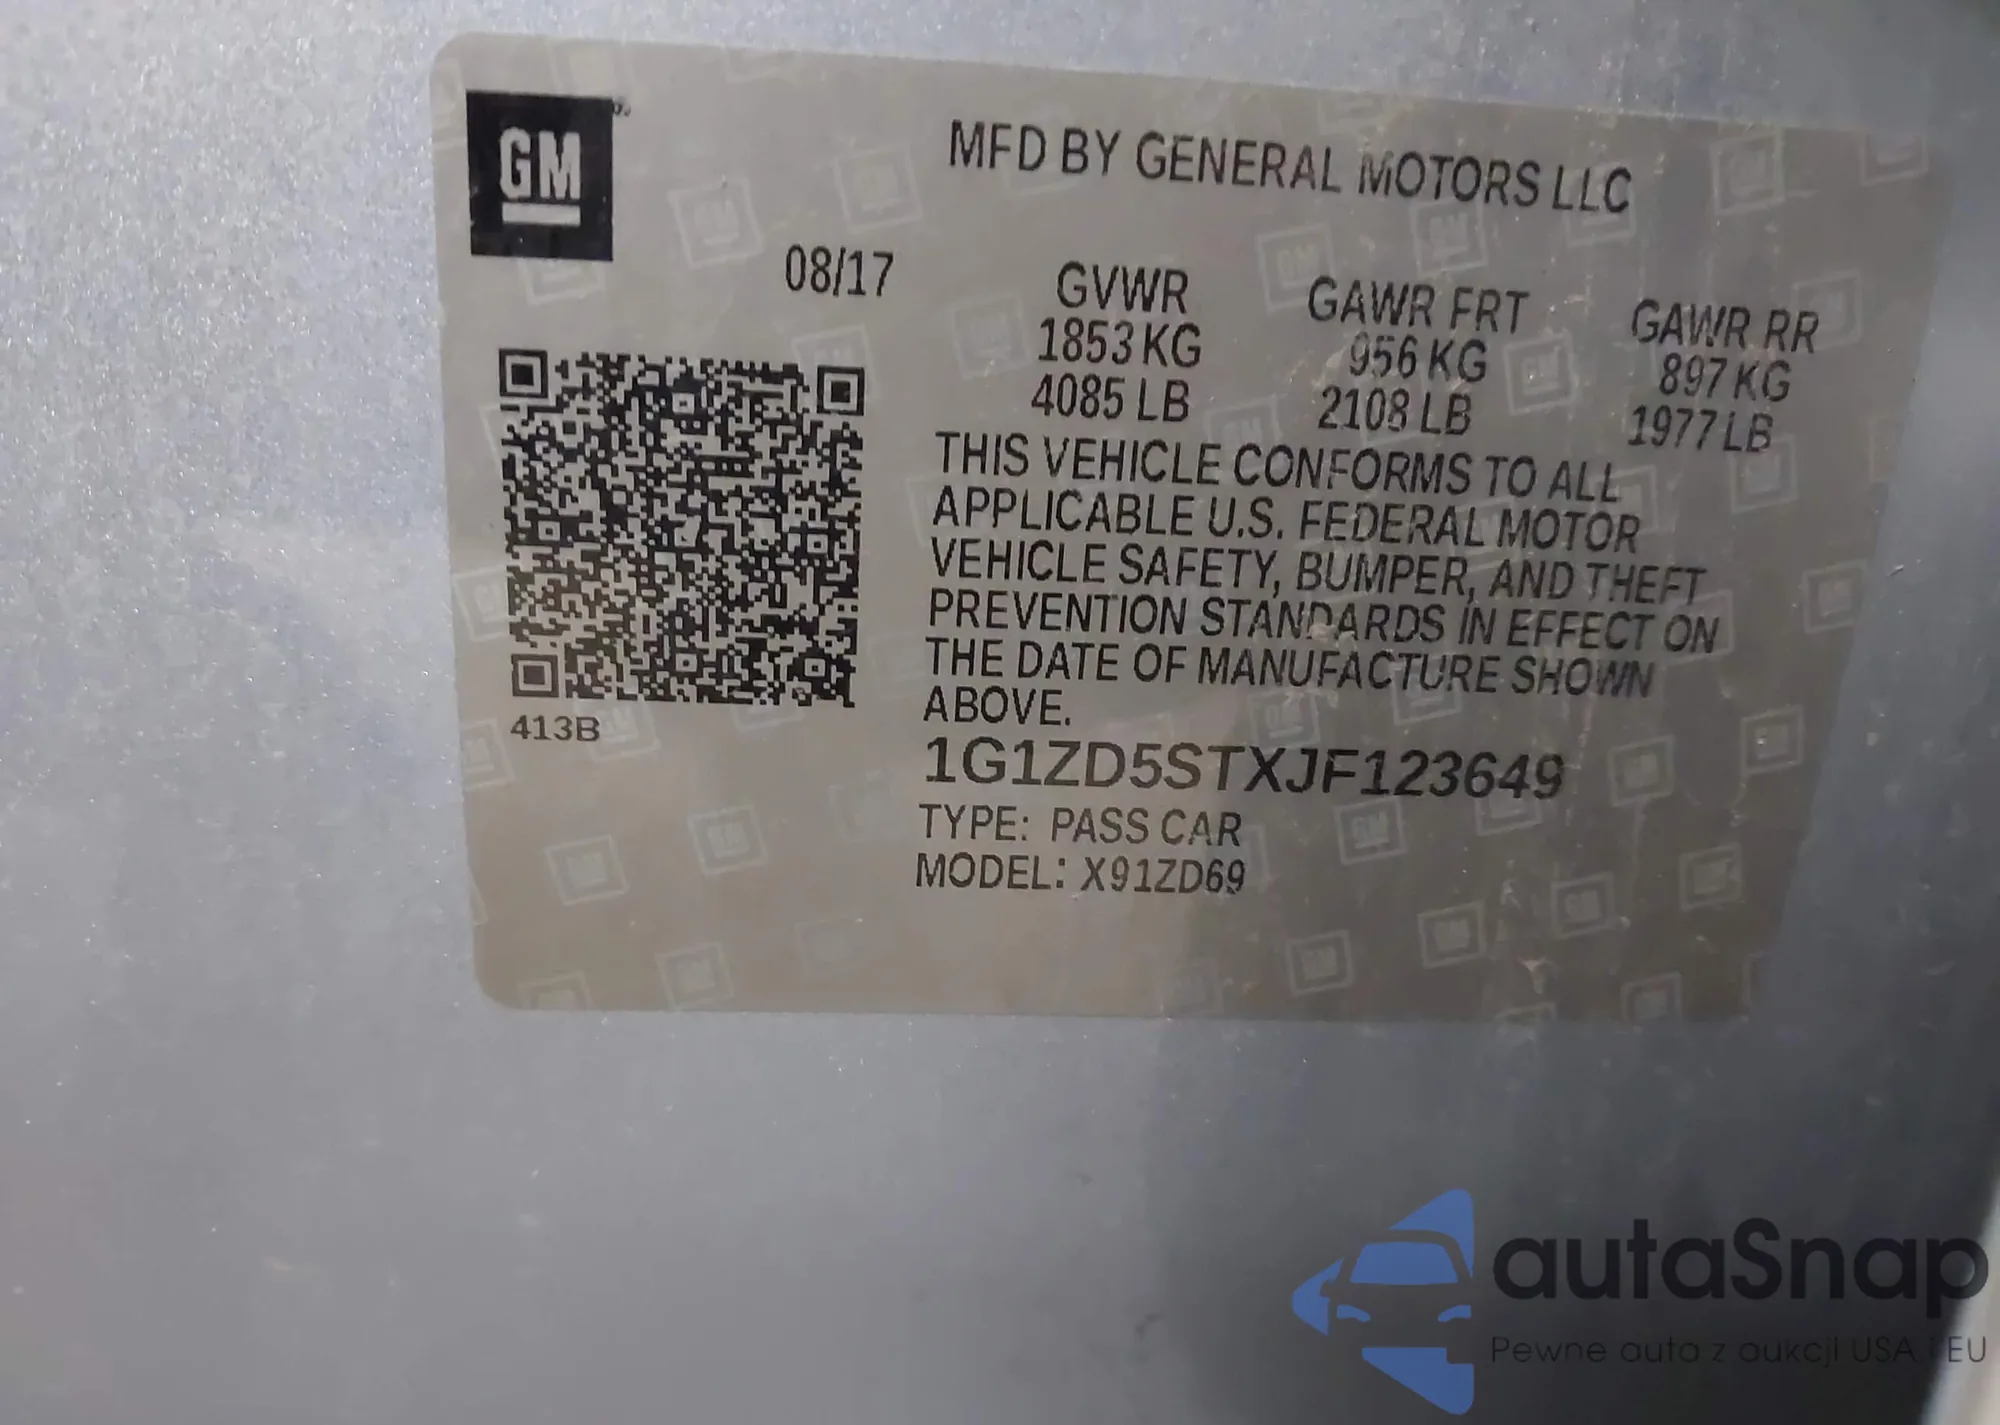 GM
MFD BY GENERAL MOTORS LLC
08/17
GVWR GAWR FRT GAWR RR
1853 KG 956 KG 897 KG
4085 LB 2108 LB 1977 LB
THIS VEHICLE CONFORMS TO ALL
APPLICABLE U.S. FEDERAL MOTOR
VEHICLE SAFETY, BUMPER, AND THEFT
PREVENTION STANDARDS IN EFFECT ON
THE DATE OF MANUFACTURE SHOWN
ABOVE.
413B
1G1ZD5STXJF123649
TYPE: PASS CAR
MODEL: X91ZD69
autaSnap
Pewne auta z aukcji USA i EU